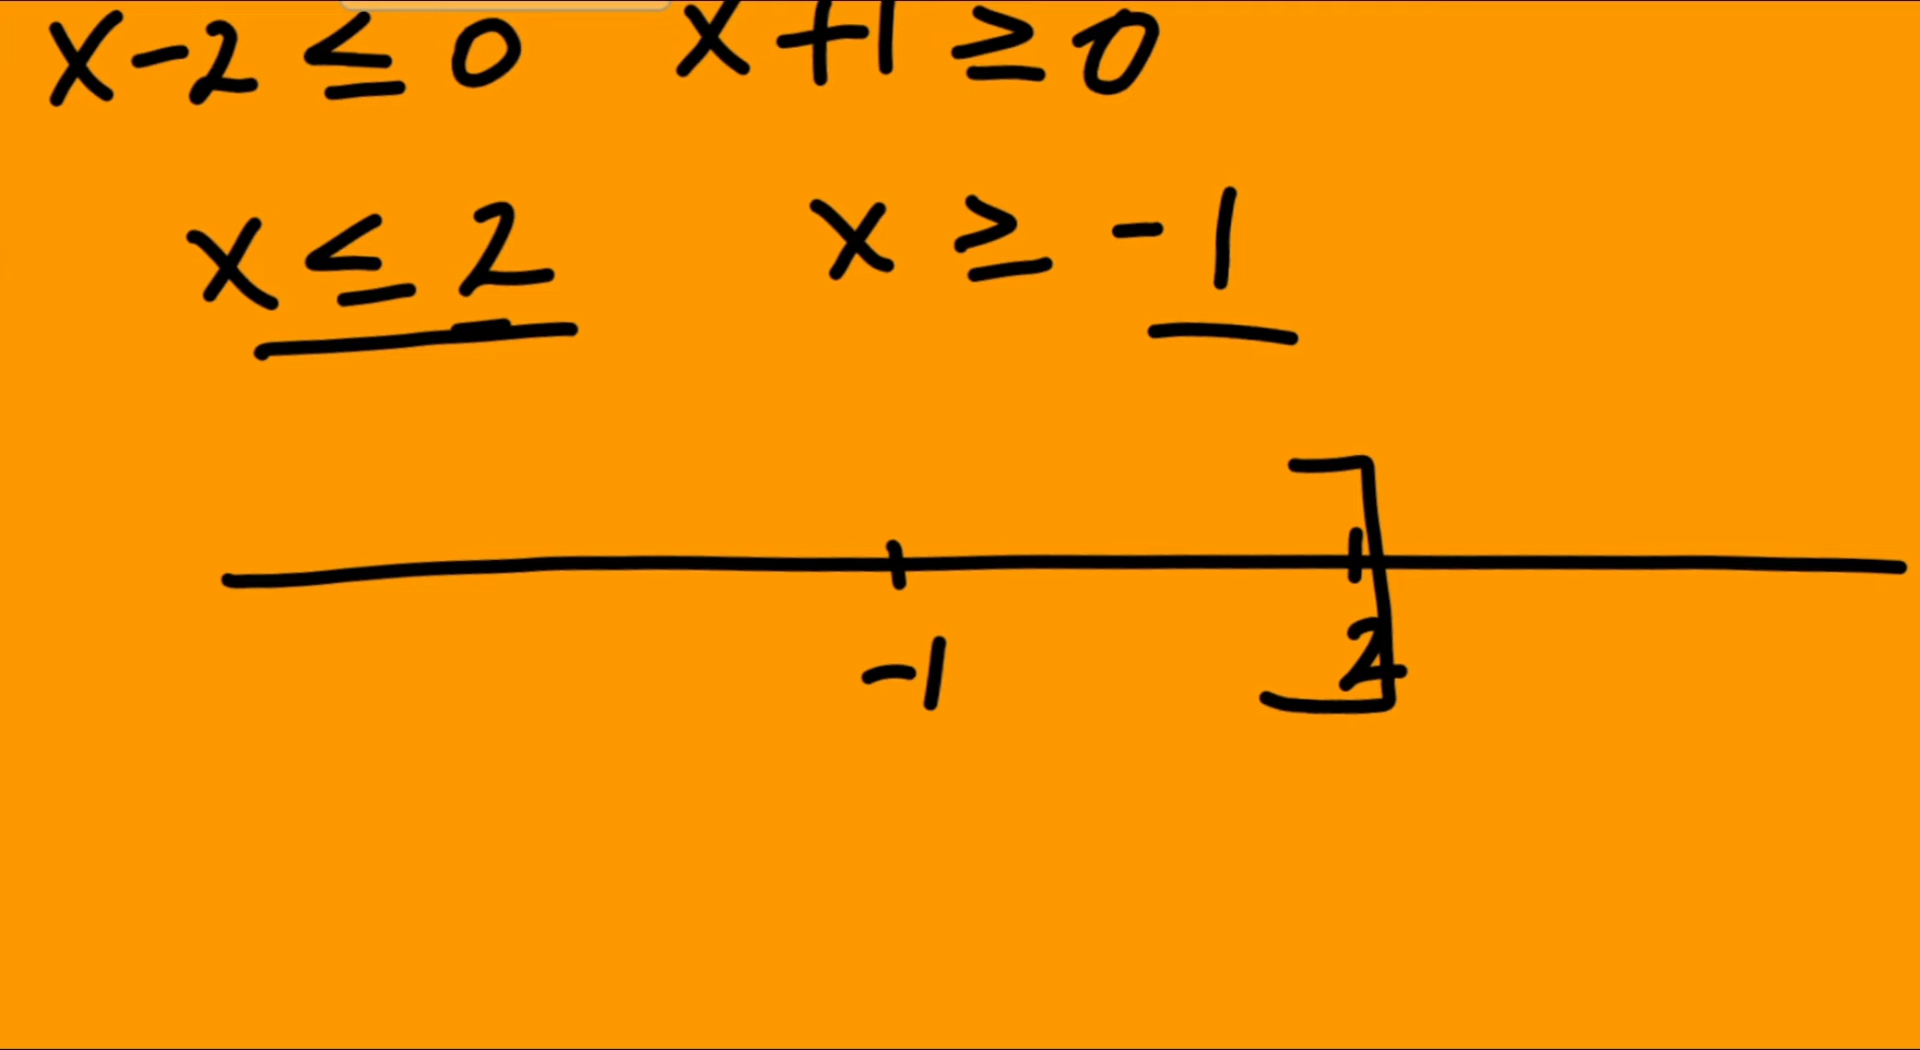 x-2 ≤ 0 x+1 ≥ 0
x ≤ 2 x ≥ -1
-1 2